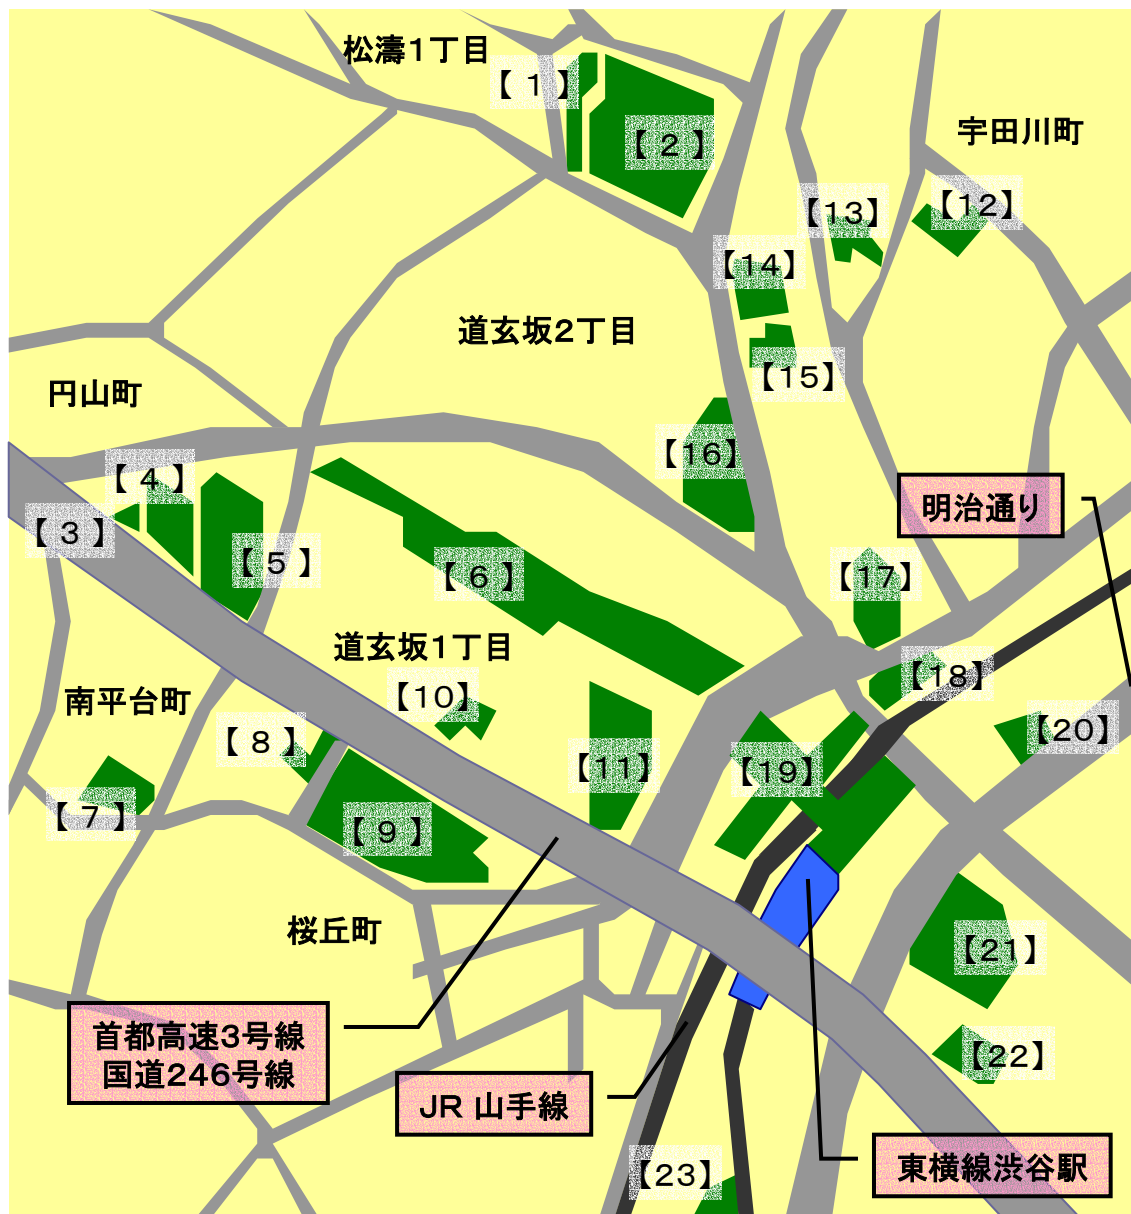 松濤1丁目
【 1 】
【 2 】
宇田川町
【12】
【13】
【14】
道玄坂2丁目
【15】
円山町
【16】
【 4 】
【 3 】
【 5 】
【 6 】
明治通り
【17】
道玄坂1丁目
【18】
南平台町
【10】
【20】
【 8 】
【11】
【19】
【 7 】
【 9 】
桜丘町
【21】
首都高速3号線
国道246号線
【22】
JR 山手線
東横線渋谷駅
【23】